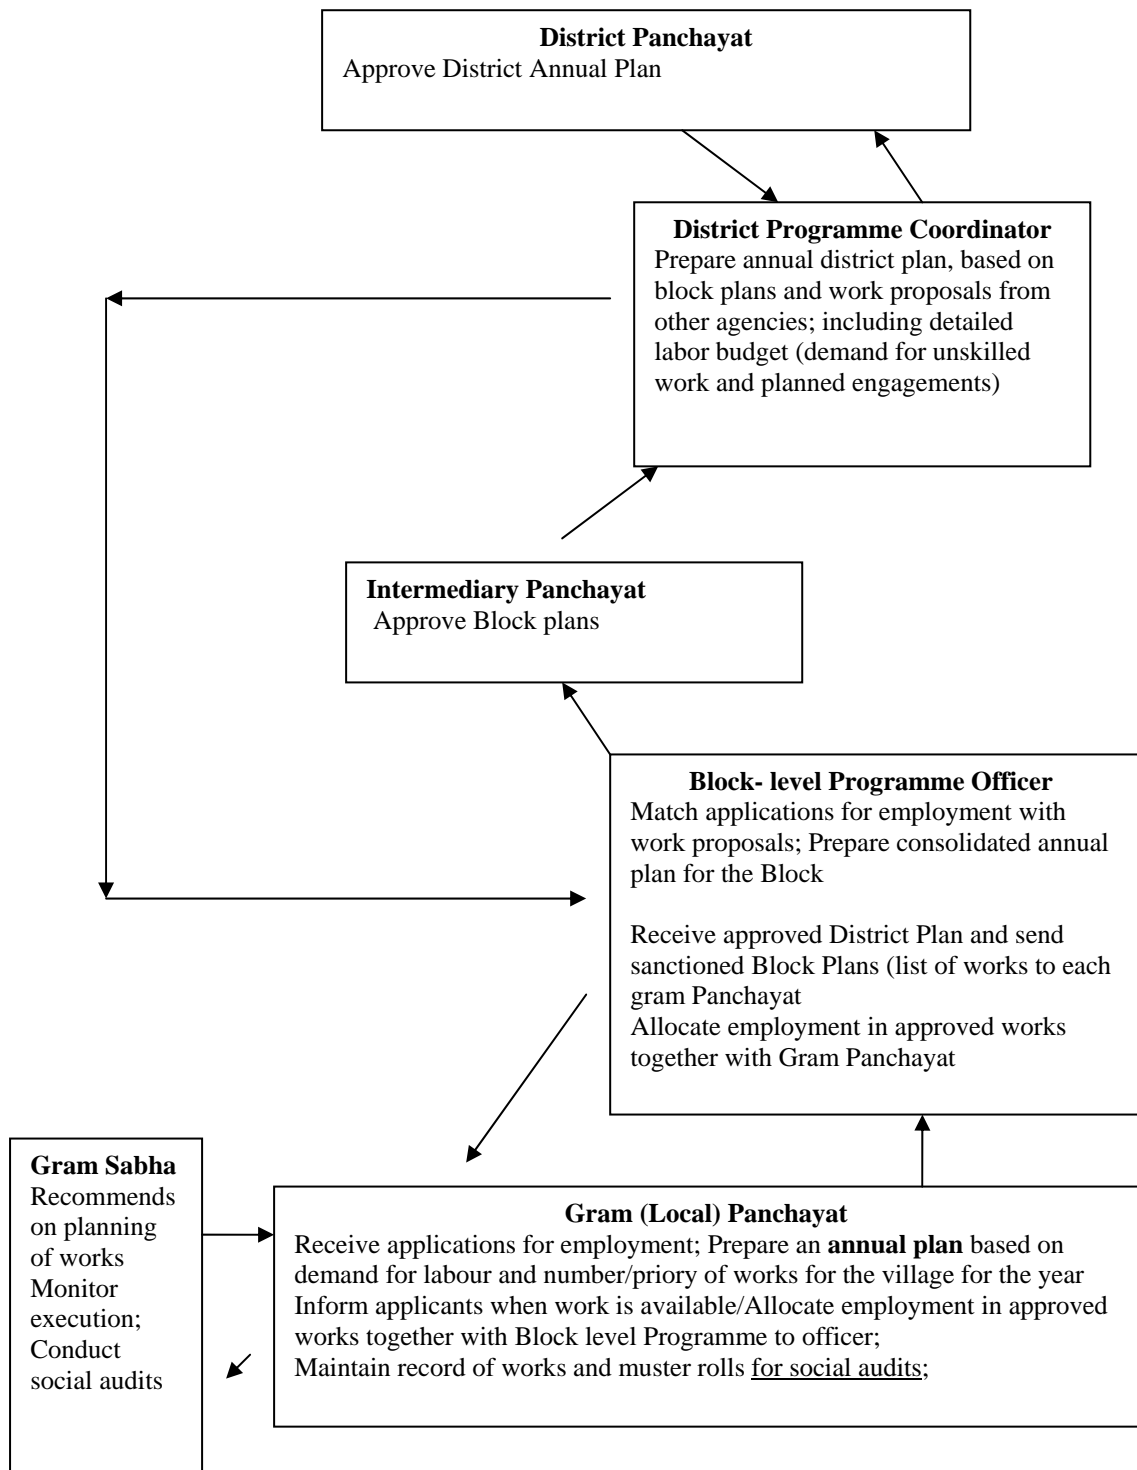 District Panchayat
Approve District Annual Plan
District Programme Coordinator
Prepare annual district plan, based on
block plans and work proposals from
other agencies; including detailed
labor budget (demand for unskilled
work and planned engagements)
Intermediary Panchayat
Approve Block plans
Block- level Programme Officer
Match applications for employment with
work proposals; Prepare consolidated annual
plan for the Block
Receive approved District Plan and send
sanctioned Block Plans (list of works to each
gram Panchayat
Allocate employment in approved works
together with Gram Panchayat
Gram Sabha
Recommends
on planning
of works
Monitor
execution;
Conduct
social audits
Gram (Local) Panchayat
Receive applications for employment; Prepare an annual plan based on
demand for labour and number/priory of works for the village for the year
Inform applicants when work is available/Allocate employment in approved
works together with Block level Programme to officer;
Maintain record of works and muster rolls for social audits;